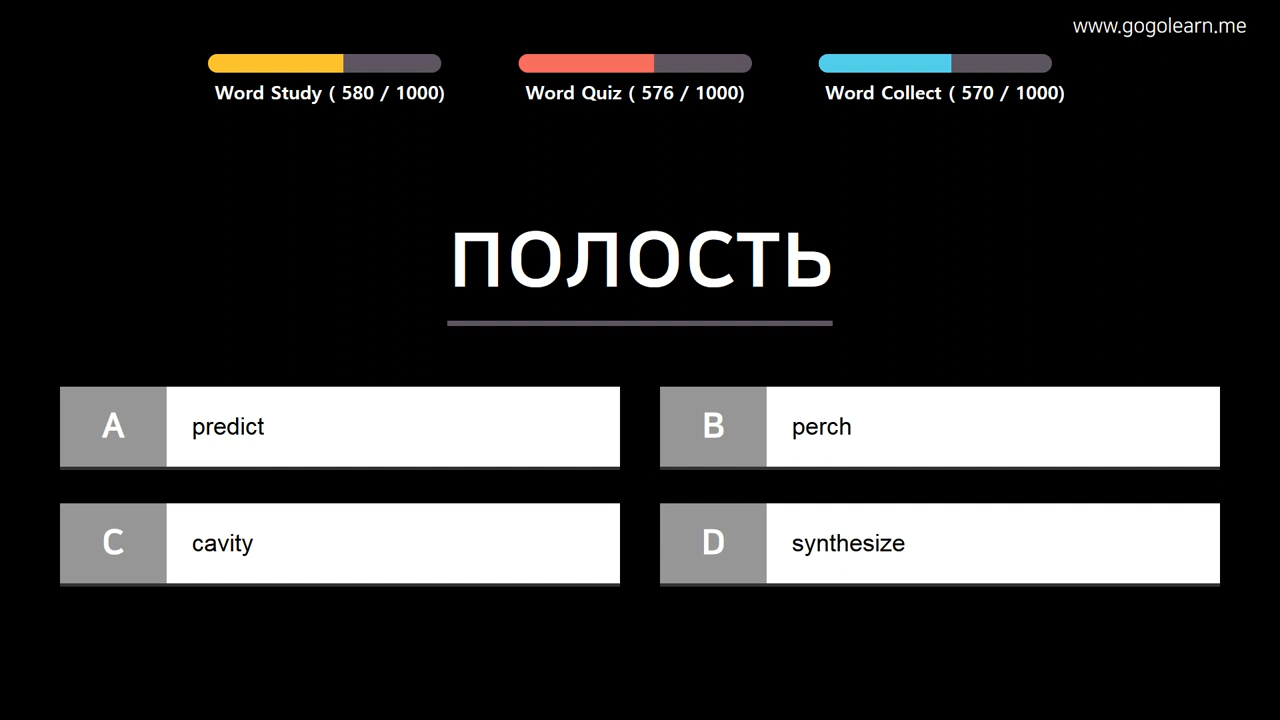 www.gogolearn.me
Word Study ( 580 / 1000)
Word Quiz ( 576 / 1000)
Word Collect ( 570 / 1000)
полость
A predict
B perch
C cavity
D synthesize